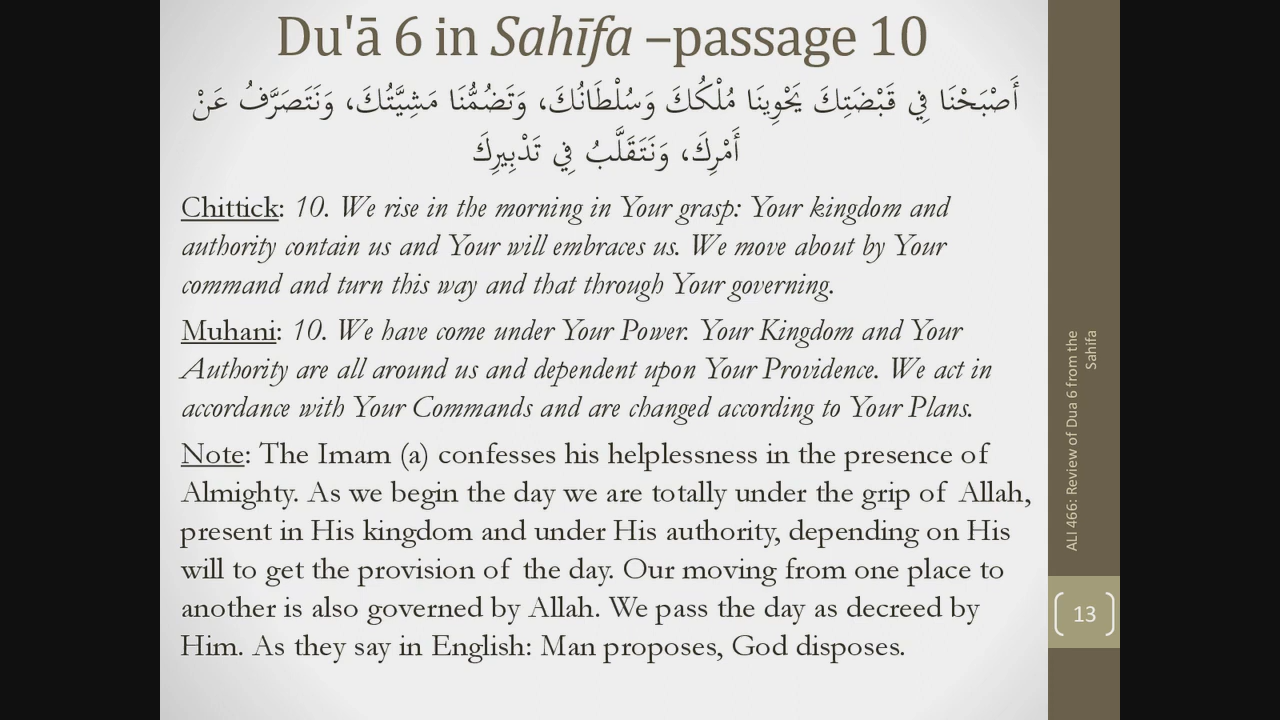 Du'ā 6 in Sahīfa –passage 10
أَصْبَحْنَا فِي قَبْضَتِكَ يَحْوِينَا مُلْكُكَ وَسُلْطَانُكَ، وَتَضُمُّنَا مَشِيَّتُكَ، وَنَتَصَرَّفُ عَنْ
أَمْرِكَ، وَنَتَقَلَّبُ فِي تَدْبِيرِكَ
Chittick: 10. We rise in the morning in Your grasp: Your kingdom and
authority contain us and Your will embraces us. We move about by Your
command and turn this way and that through Your governing.
Muhani: 10. We have come under Your Power. Your Kingdom and Your
Authority are all around us and dependent upon Your Providence. We act in
accordance with Your Commands and are changed according to Your Plans.
Note: The Imam (a) confesses his helplessness in the presence of
Almighty. As we begin the day we are totally under the grip of Allah,
present in His kingdom and under His authority, depending on His
will to get the provision of the day. Our moving from one place to
another is also governed by Allah. We pass the day as decreed by
Him. As they say in English: Man proposes, God disposes.
ALI 466: Review of Dua 6 from the
Sahifa
13